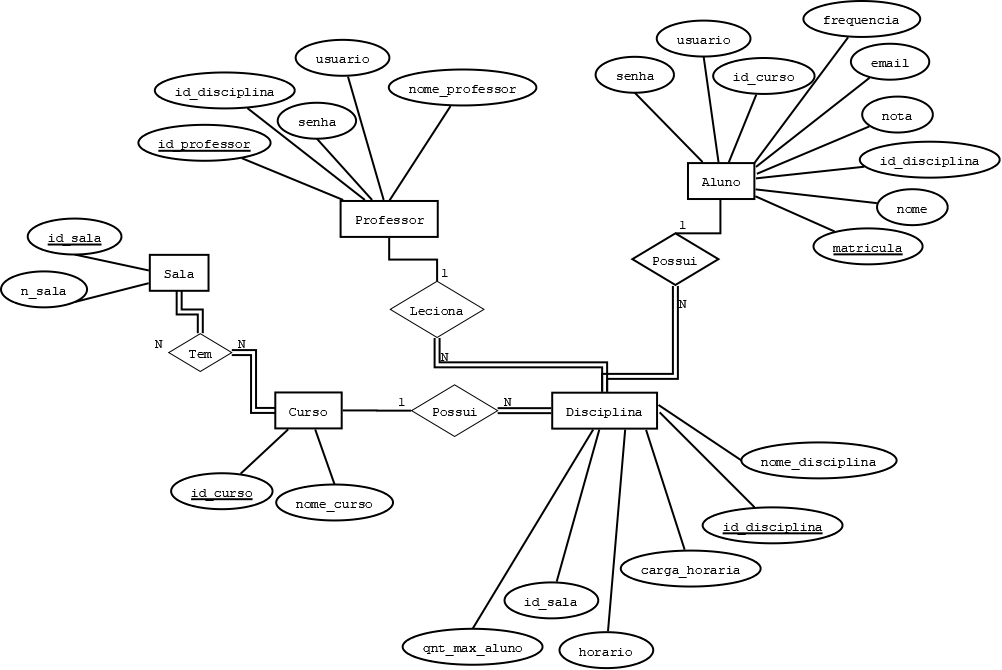 frequencia
usuario
usuario
email
senha
id_curso
id_disciplina
nome_professor
senha
nota
id_professor
id_disciplina
Aluno
nome
Professor
1
matricula
id_sala
Possui
Sala
1
n_sala
N
Leciona
N
N
Tem
N
1
N
Curso
Possui
Disciplina
nome_disciplina
id_curso
nome_curso
id_disciplina
carga_horaria
id_sala
qnt_max_aluno
horario